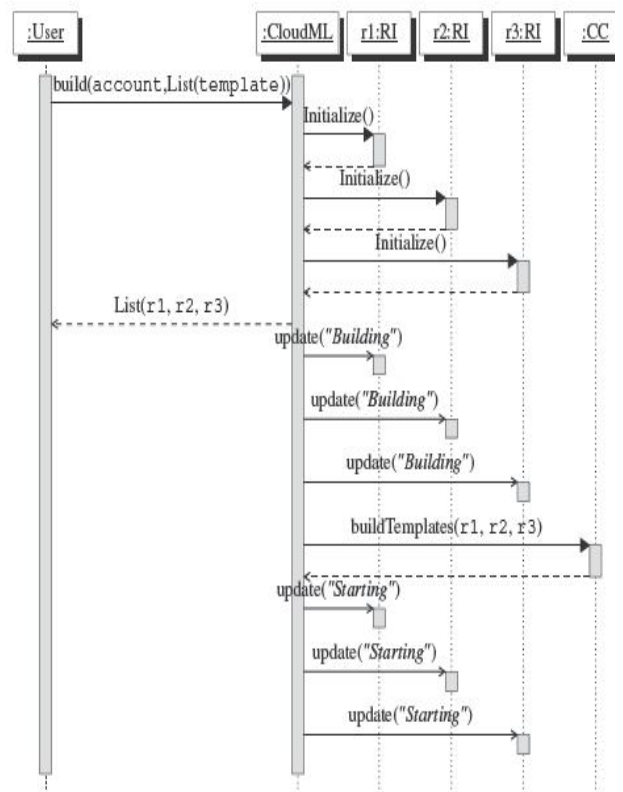 :User :CloudML r1:RI r2:RI r3:RI :CC
build(account,List(template))
Initialize()
Initialize()
Initialize()
List(r1, r2, r3)
update("Building")
update("Building")
update("Building")
buildTemplates(r1, r2, r3)
update("Starting")
update("Starting")
update("Starting")